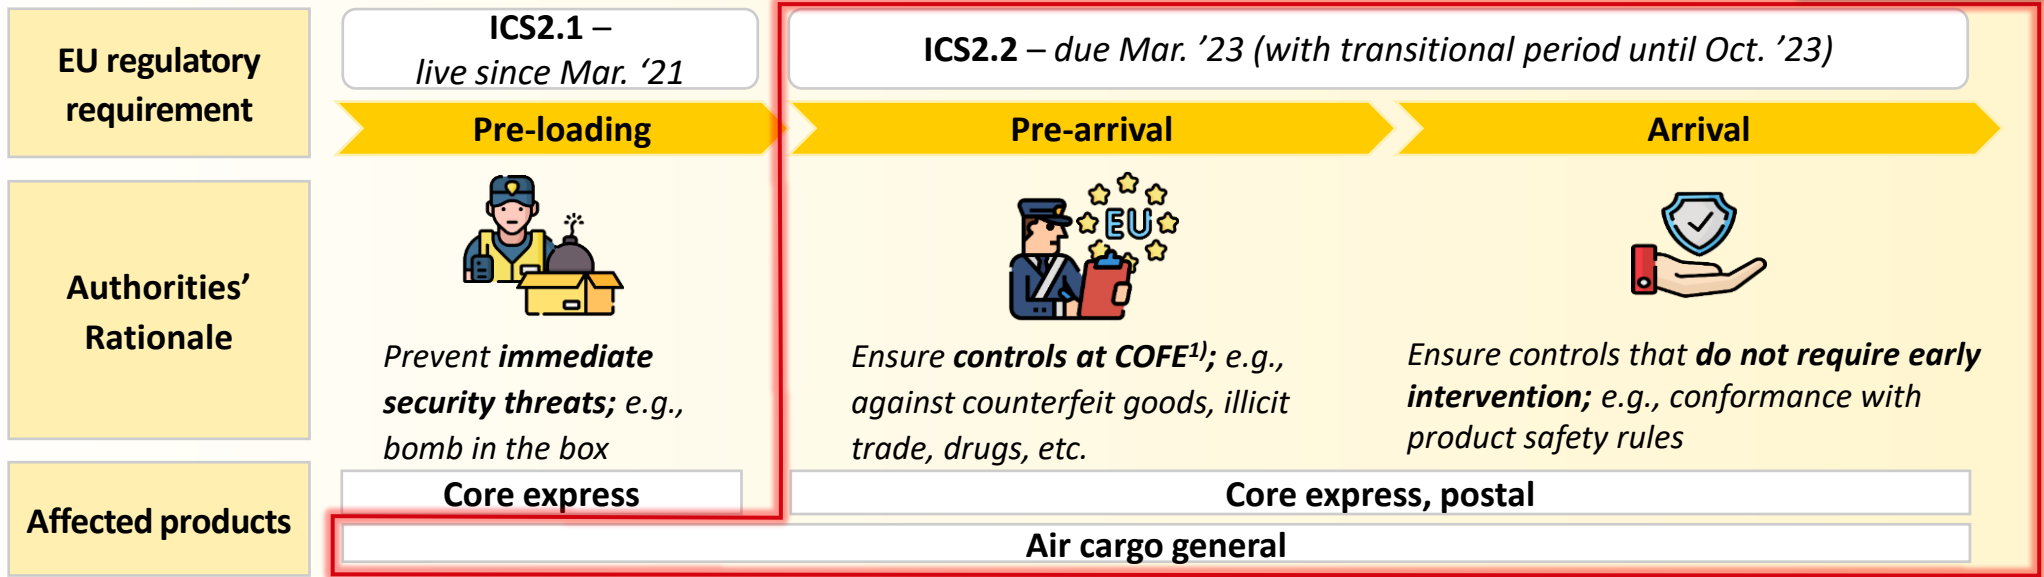 EU regulatory
requirement
ICS2.1 –
live since Mar. ‘21
ICS2.2 – due Mar. ’23 (with transitional period until Oct. ’23)
Pre-loading
Pre-arrival
Arrival
Authorities’
Rationale
EU
Prevent immediate
security threats; e.g.,
bomb in the box
Ensure controls at COFE1); e.g.,
against counterfeit goods, illicit
trade, drugs, etc.
Ensure controls that do not require early
intervention; e.g., conformance with
product safety rules
Affected products
Core express
Core express, postal
Air cargo general